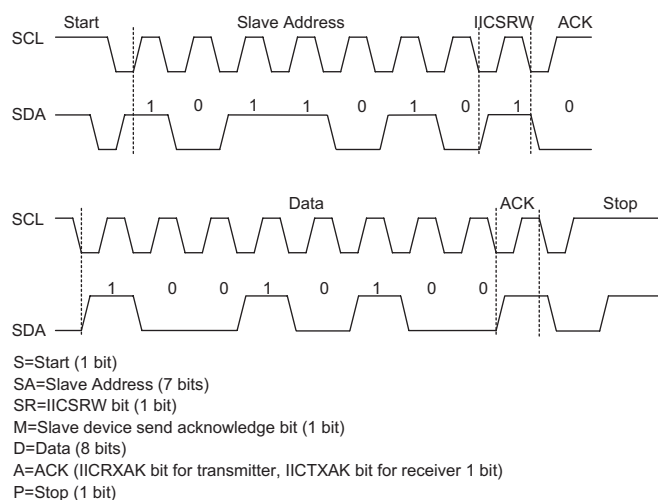 Start Slave Address IICSRW ACK
SCL
1 0 1 1 0 1 0 1 0
SDA
Data ACK Stop
SCL
1 0 0 1 0 1 0 0
SDA
S=Start (1 bit)
SA=Slave Address (7 bits)
SR=IICSRW bit (1 bit)
M=Slave device send acknowledge bit (1 bit)
D=Data (8 bits)
A=ACK (IICRXAK bit for transmitter, IICTXAK bit for receiver 1 bit)
P=Stop (1 bit)